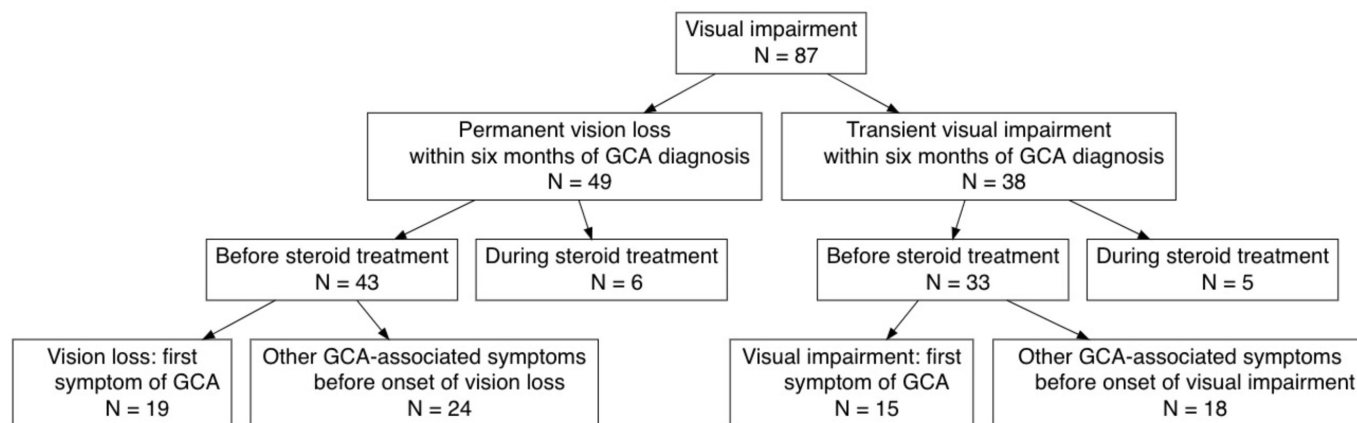 Visual impairment
N = 87
Permanent vision loss
within six months of GCA diagnosis
N = 49
Transient visual impairment
within six months of GCA diagnosis
N = 38
Before steroid treatment
N = 43
During steroid treatment
N = 6
Before steroid treatment
N = 33
During steroid treatment
N = 5
Vision loss: first
symptom of GCA
N = 19
Other GCA-associated symptoms
before onset of vision loss
N = 24
Visual impairment: first
symptom of GCA
N = 15
Other GCA-associated symptoms
before onset of visual impairment
N = 18